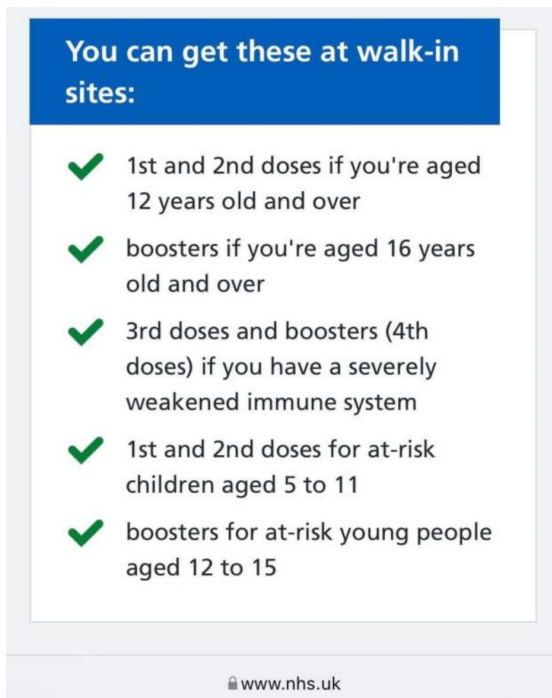 You can get these at walk-in
sites:
1st and 2nd doses if you're aged
12 years old and over
boosters if you're aged 16 years
old and over
3rd doses and boosters (4th
doses) if you have a severely
weakened immune system
1st and 2nd doses for at-risk
children aged 5 to 11
boosters for at-risk young people
aged 12 to 15
www.nhs.uk